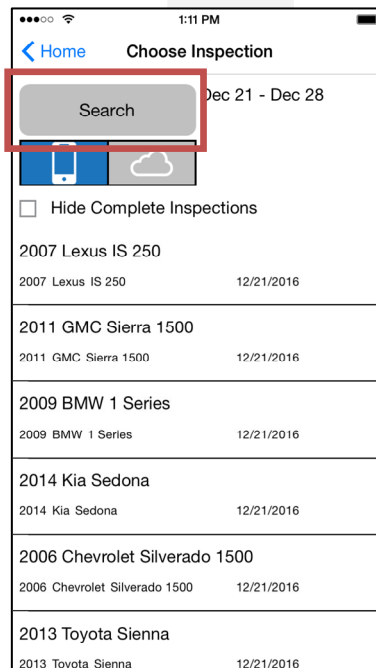 1:11 PM
Home Choose Inspection
Search Dec 21 - Dec 28
Hide Complete Inspections
2007 Lexus IS 250
2007 Lexus IS 250 12/21/2016
2011 GMC Sierra 1500
2011 GMC Sierra 1500 12/21/2016
2009 BMW 1 Series
2009 BMW 1 Series 12/21/2016
2014 Kia Sedona
2014 Kia Sedona 12/21/2016
2006 Chevrolet Silverado 1500
2006 Chevrolet Silverado 1500 12/21/2016
2013 Toyota Sienna
2013 Toyota Sienna 12/21/2016